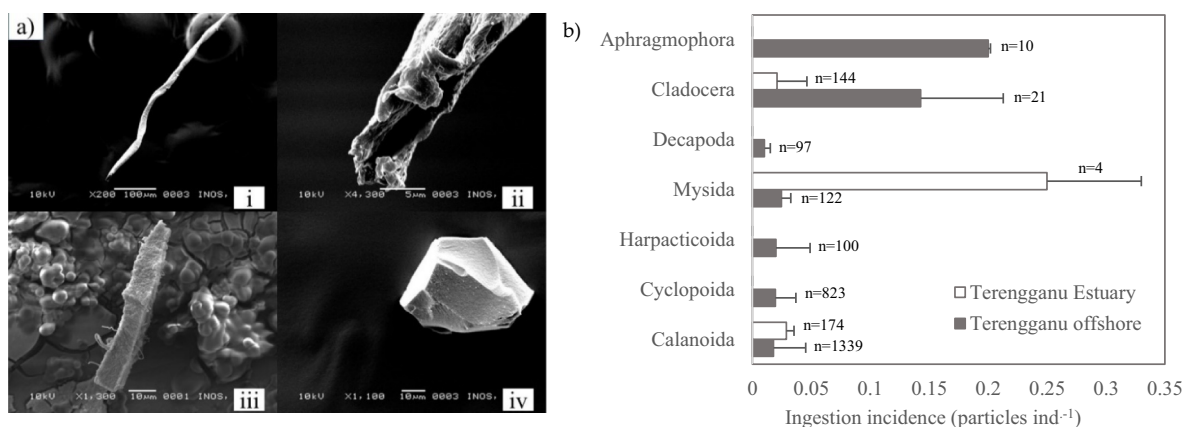 a)
10kV X200 100µm 0003 INOS,
i
10kV X4,300 5µm 0003 INOS,
ii
10kV X1,300 10µm 0001 INOS,
iii
10kV X1,100 10µm 0003 INOS,
iv
b)
Aphragmophora
n=10
Cladocera
n=144
n=21
Decapoda
n=97
Mysida
n=4
n=122
Harpacticoida
n=100
Cyclopoida
n=823
Calanoida
n=174
n=1339
Terengganu Estuary
Terengganu offshore
0 0.05 0.1 0.15 0.2 0.25 0.3 0.35
Ingestion incidence (particles ind.-1)